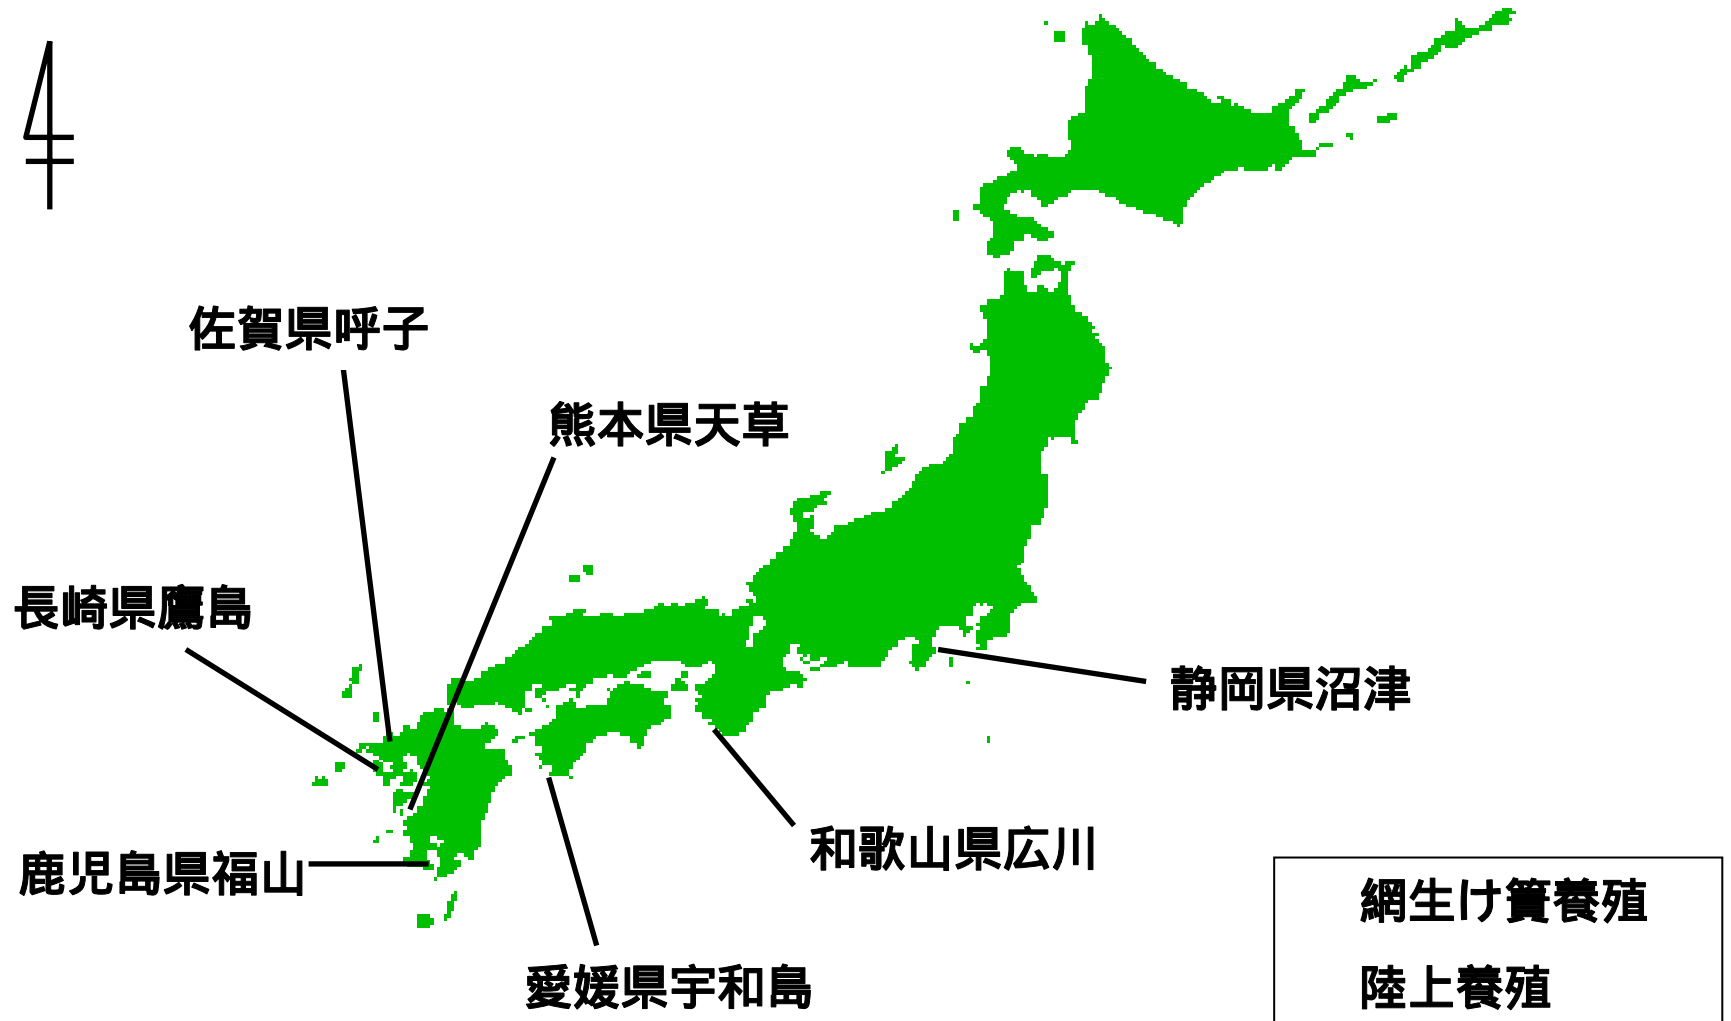 佐賀県呼子
熊本県天草
長崎県鷹島
静岡県沼津
和歌山県広川
鹿児島県福山
網生け簀養殖
愛媛県宇和島
陸上養殖